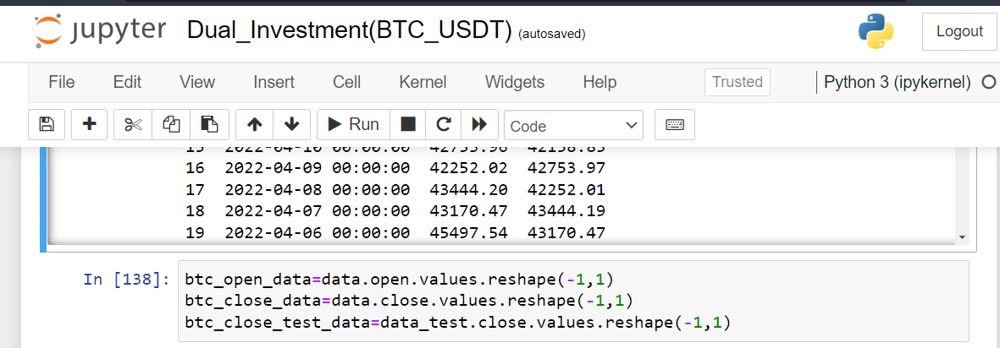 jupyter Dual_Investment(BTC_USDT) (autosaved) Logout
File Edit View Insert Cell Kernel Widgets Help Trusted Python 3 (ipykernel)
Run Code
15 2022-04-10 00:00:00 42753.96 42158.85
16 2022-04-09 00:00:00 42252.02 42753.97
17 2022-04-08 00:00:00 43444.20 42252.01
18 2022-04-07 00:00:00 43170.47 43444.19
19 2022-04-06 00:00:00 45497.54 43170.47
In [138]: btc_open_data=data.open.values.reshape(-1,1)
btc_close_data=data.close.values.reshape(-1,1)
btc_close_test_data=data_test.close.values.reshape(-1,1)